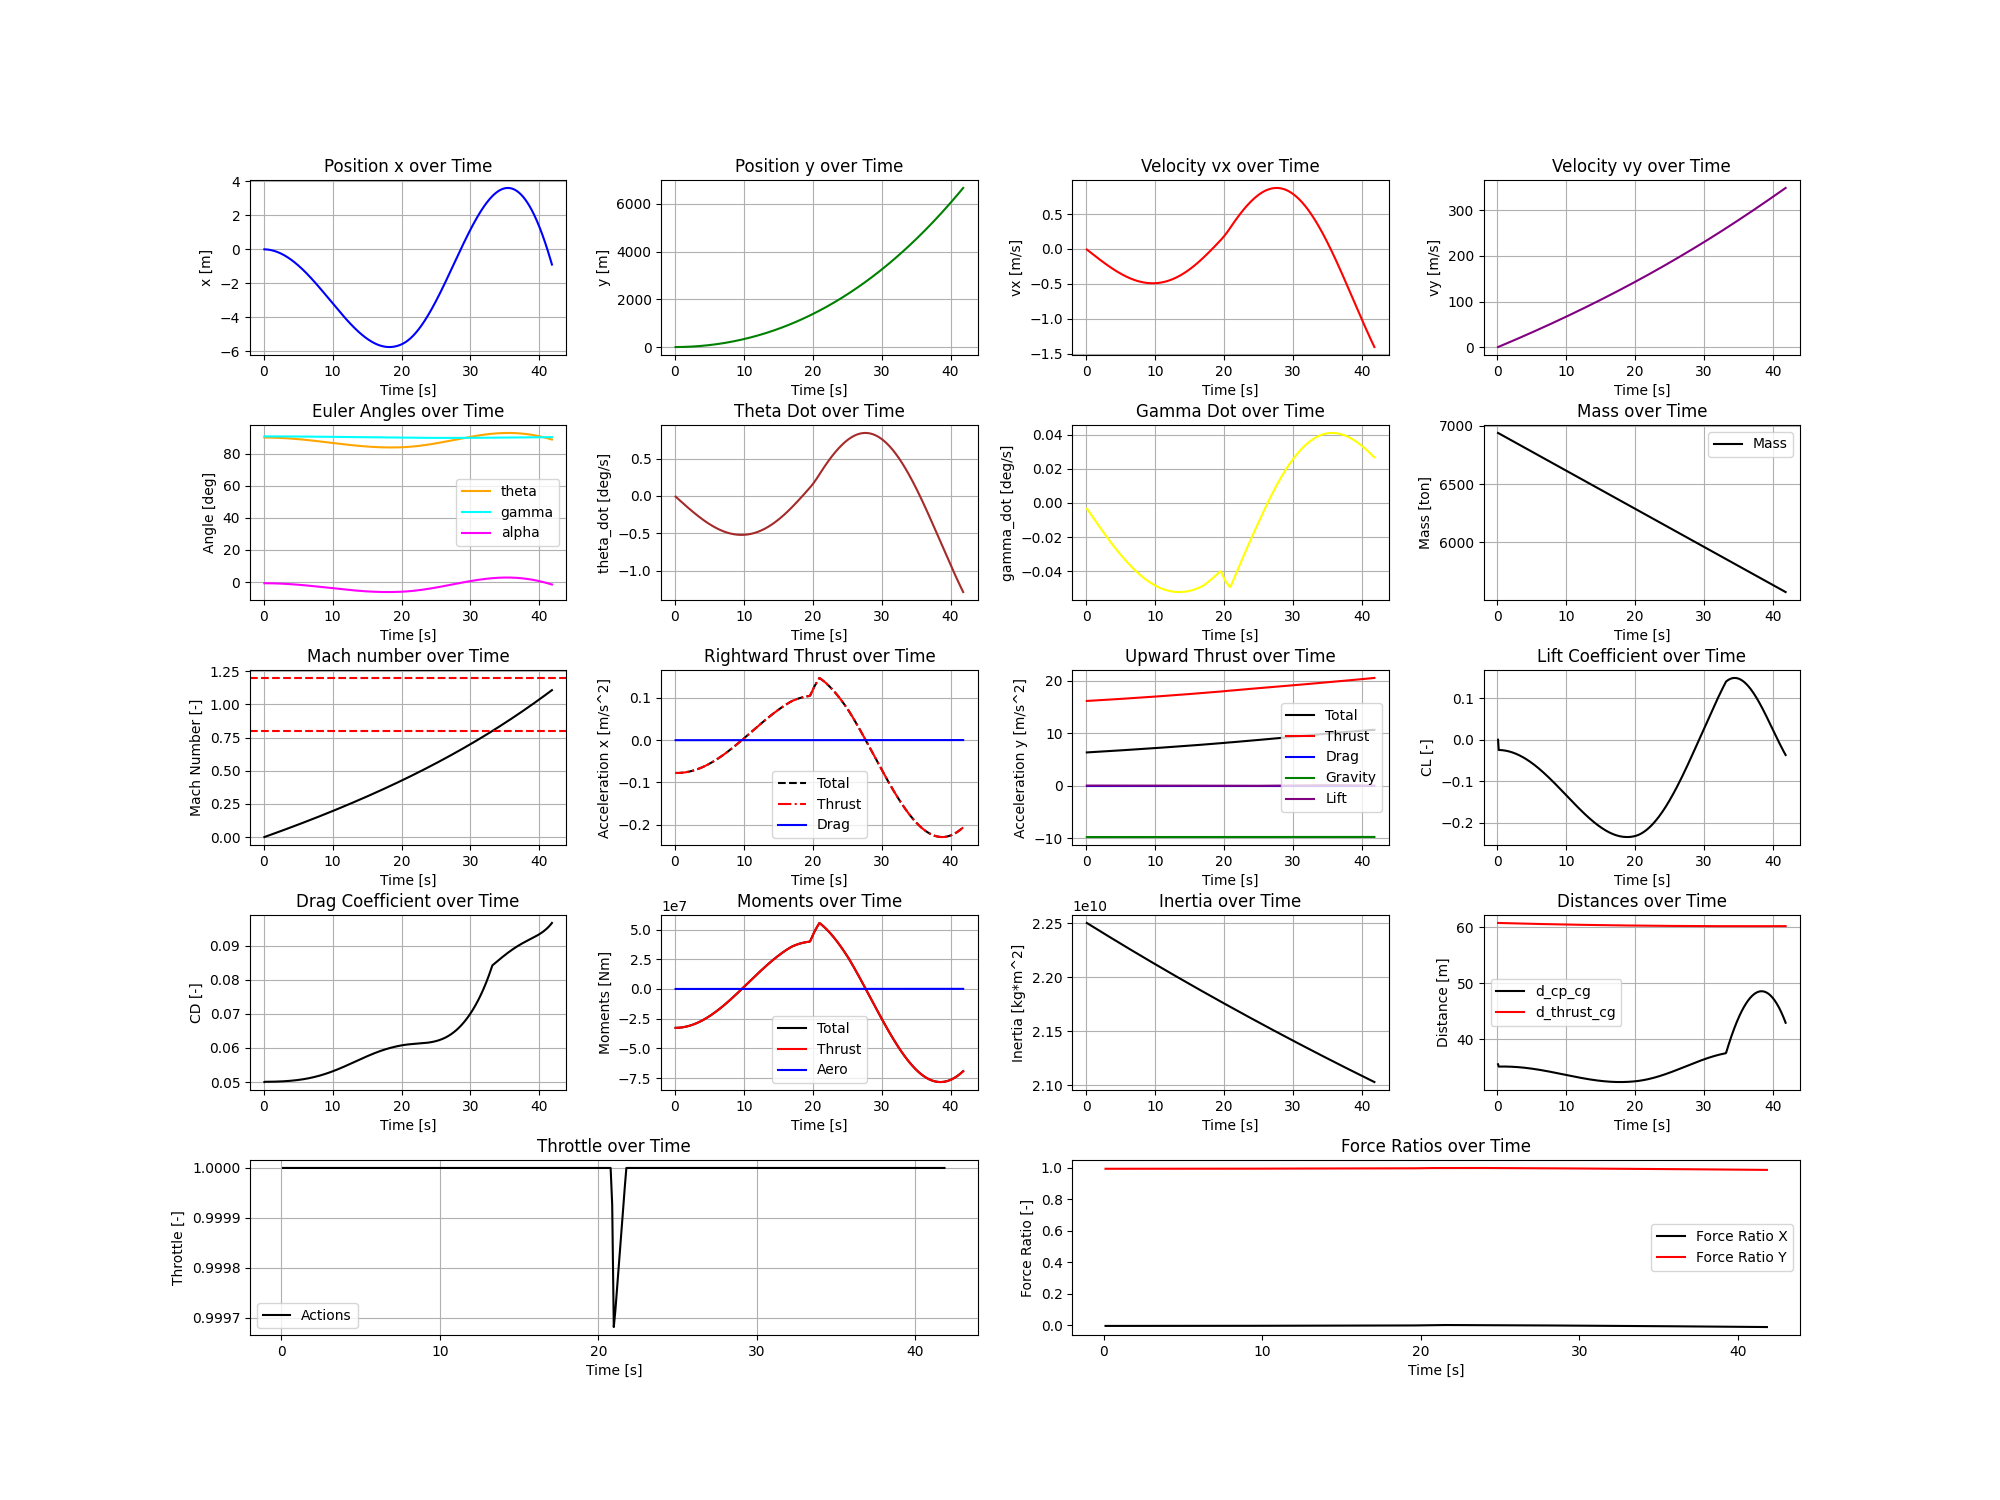 Position x over Time
x [m]
4
2
0
−2
−4
−6
0 10 20 30 40
Time [s]
Position y over Time
y [m]
6000
4000
2000
0
0 10 20 30 40
Time [s]
Velocity vx over Time
vx [m/s]
0.5
0.0
−0.5
−1.0
−1.5
0 10 20 30 40
Time [s]
Velocity vy over Time
vy [m/s]
300
200
100
0
0 10 20 30 40
Time [s]
Euler Angles over Time
Angle [deg]
80
60
40
20
0
theta
gamma
alpha
0 10 20 30 40
Time [s]
Theta Dot over Time
theta_dot [deg/s]
0.5
0.0
−0.5
−1.0
0 10 20 30 40
Time [s]
Gamma Dot over Time
gamma_dot [deg/s]
0.04
0.02
0.00
−0.02
−0.04
0 10 20 30 40
Time [s]
Mass over Time
Mass [ton]
7000
6500
6000
Mass
0 10 20 30 40
Time [s]
Mach number over Time
Mach Number [-]
1.25
1.00
0.75
0.50
0.25
0.00
0 10 20 30 40
Time [s]
Rightward Thrust over Time
Acceleration x [m/s^2]
0.1
0.0
−0.1
−0.2
Total
Thrust
Drag
0 10 20 30 40
Time [s]
Upward Thrust over Time
Acceleration y [m/s^2]
20
10
0
−10
Total
Thrust
Drag
Gravity
Lift
0 10 20 30 40
Time [s]
Lift Coefficient over Time
CL [-]
0.1
0.0
−0.1
−0.2
0 10 20 30 40
Time [s]
Drag Coefficient over Time
CD [-]
0.09
0.08
0.07
0.06
0.05
0 10 20 30 40
Time [s]
Moments over Time
1e7
Moments [Nm]
5.0
2.5
0.0
−2.5
−5.0
−7.5
Total
Thrust
Aero
0 10 20 30 40
Time [s]
Inertia over Time
1e10
Inertia [kg*m^2]
2.25
2.20
2.15
2.10
0 10 20 30 40
Time [s]
Distances over Time
Distance [m]
60
50
40
d_cp_cg
d_thrust_cg
0 10 20 30 40
Time [s]
Throttle over Time
Throttle [-]
1.0000
0.9999
0.9998
0.9997
Actions
0 10 20 30 40
Time [s]
Force Ratios over Time
Force Ratio [-]
1.0
0.8
0.6
0.4
0.2
0.0
Force Ratio X
Force Ratio Y
0 10 20 30 40
Time [s]